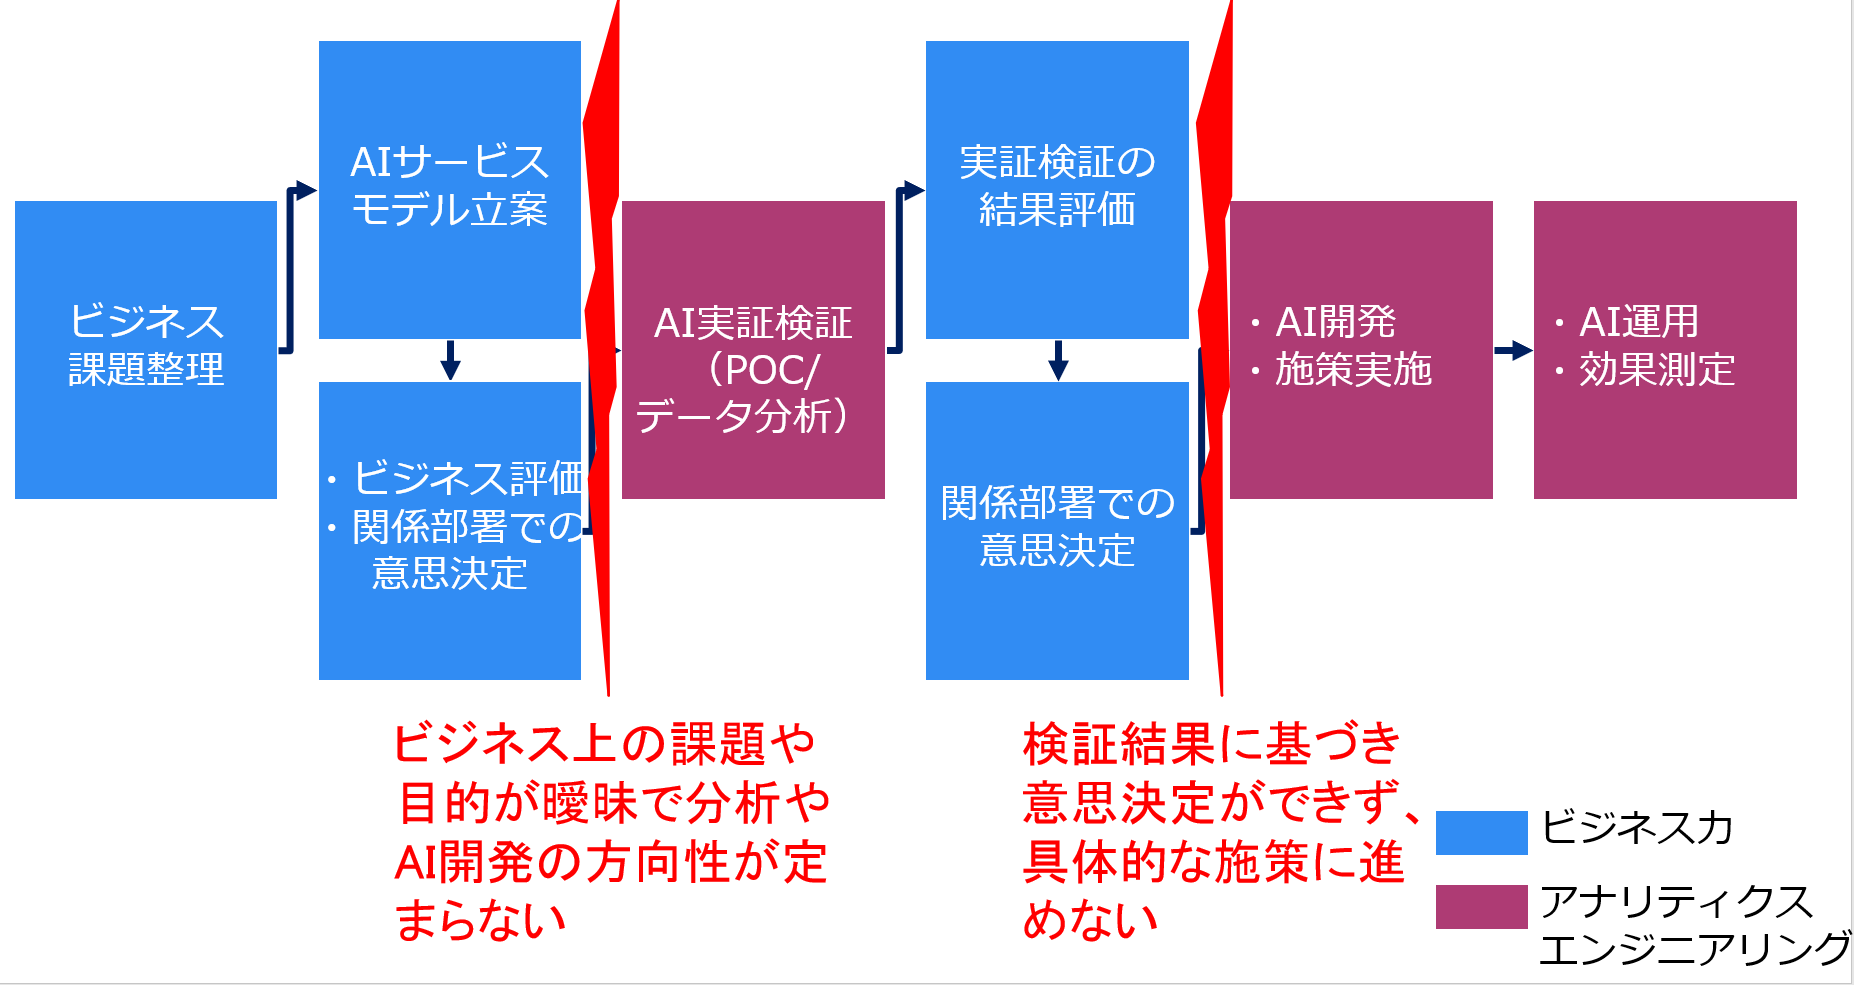 ビジネス
課題整理
AIサービス
モデル立案
・ビジネス評価
・関係部署での
意思決定
AI実証検証
（POC/
データ分析）
実証検証の
結果評価
関係部署での
意思決定
・AI開発
・施策実施
・AI運用
・効果測定
ビジネス上の課題や
目的が曖昧で分析や
AI開発の方向性が定
まらない
検証結果に基づき
意思決定ができず、
具体的な施策に進
めない
ビジネス力
アナリティクス
エンジニアリング